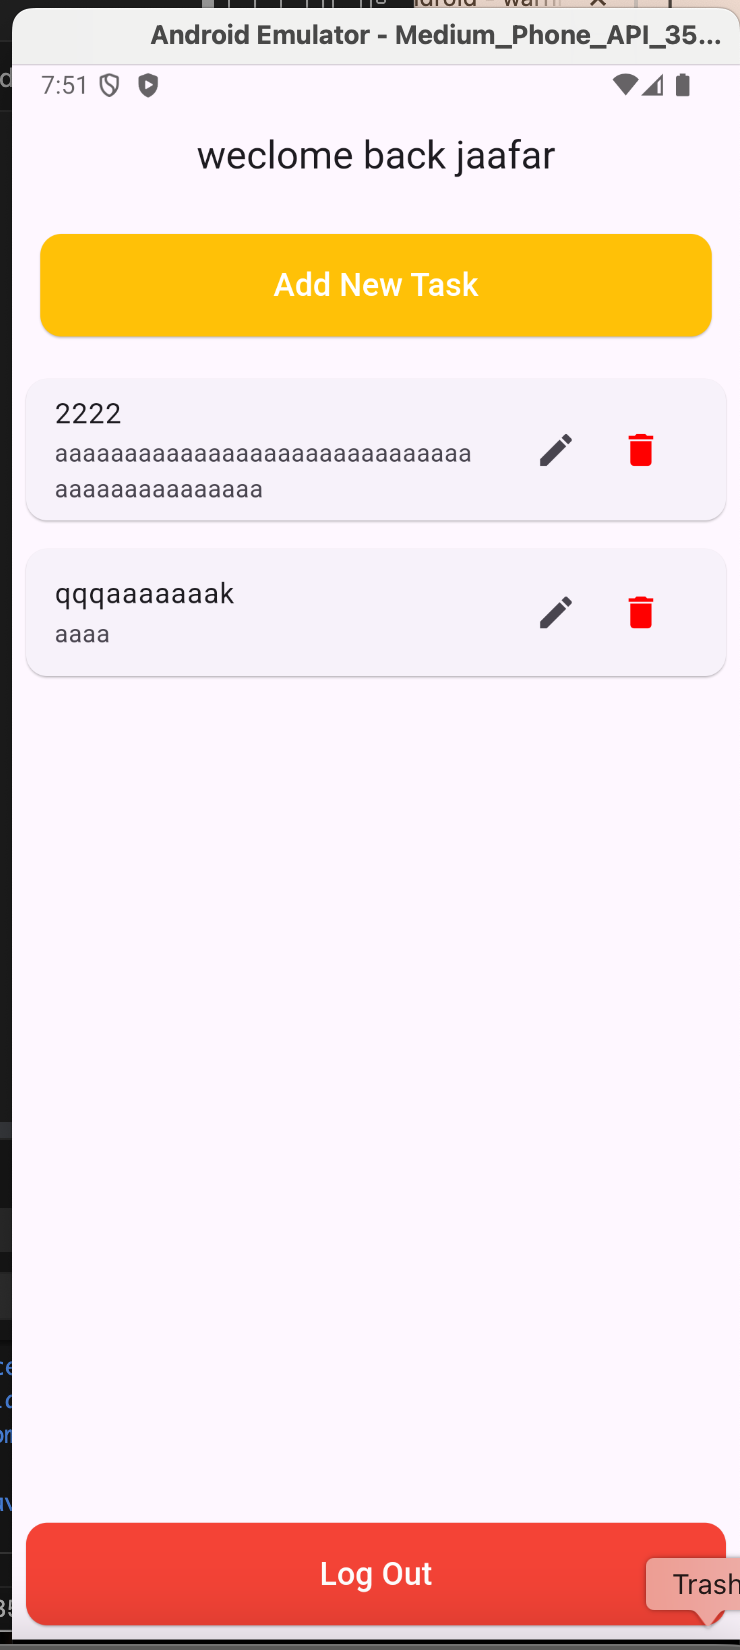 Android Emulator - Medium_Phone_API_35...
7:51
weclome back jaafar
Add New Task
2222
aaaaaaaaaaaaaaaaaaaaaaaaaaaaaa
aaaaaaaaaaaaaaa
qqqaaaaaaak
aaaa
Log Out
Trash